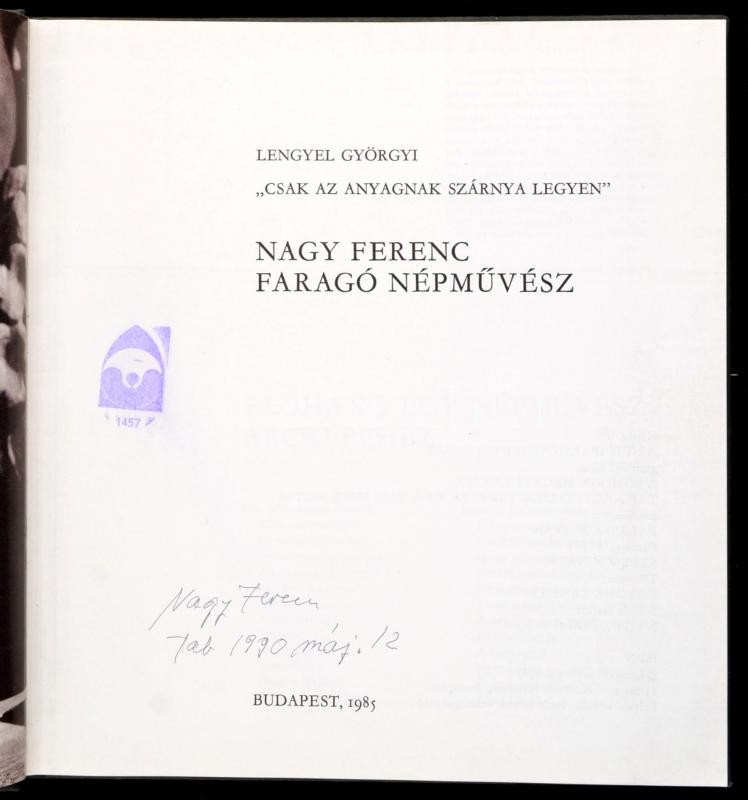 LENGYEL GYÖRGYI
„CSAK AZ ANYAGNAK SZÁRNYA LEGYEN”
NAGY FERENC
FARAGÓ NÉPMŰVÉSZ
1457
Nagy Ferenc
Tab 1990 máj. 12
BUDAPEST, 1985